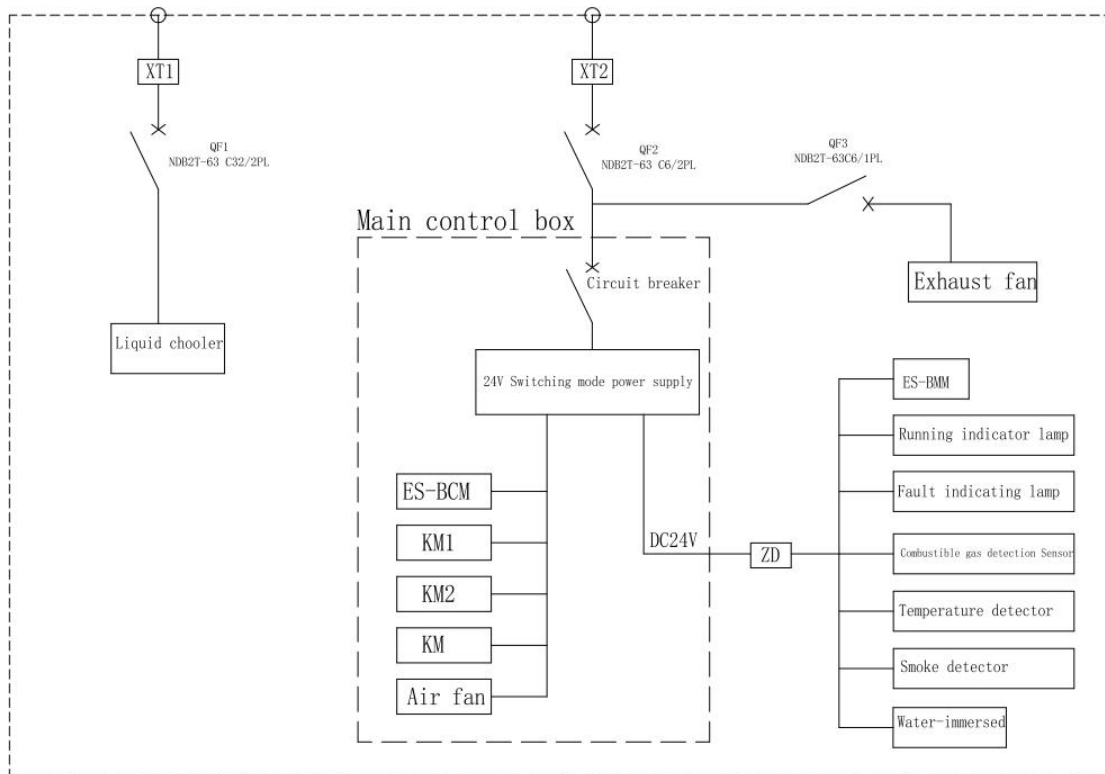 XT1
XT2
QF1
NDB2T-63 C32/2PL
QF2
NDB2T-63 C6/2PL
QF3
NDB2T-63C6/1PL
Main control box
Circuit breaker
Exhaust fan
Liquid chooler
24V Switching mode power supply
ES-BMM
Running indicator lamp
ES-BCM
Fault indicating lamp
KM1
DC24V
ZD
Combustible gas detection Sensor
KM2
Temperature detector
KM
Smoke detector
Air fan
Water-immersed